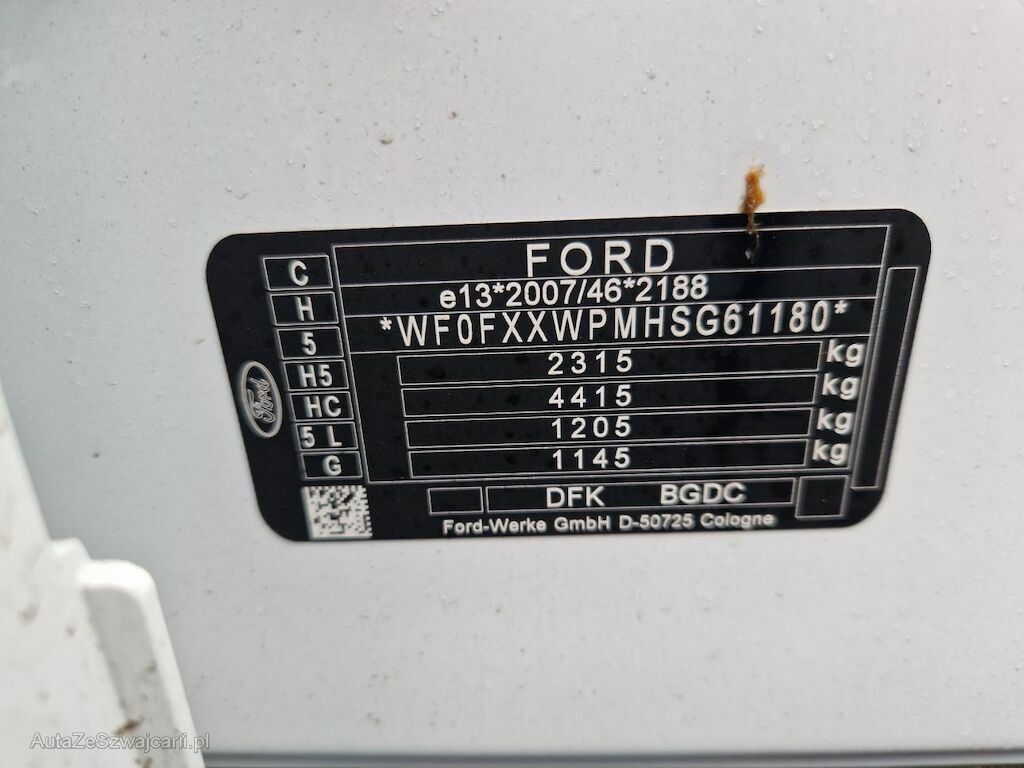 FORD
e13*2007/46*2188
*WF0FXXWPMHSG61180*
2315 kg
4415 kg
1205 kg
1145 kg
C
H
5
H5
HC
5 L
G
Ford
DFK BGDC
Ford-Werke GmbH D-50725 Cologne
AutaZeSzwajcarii.pl